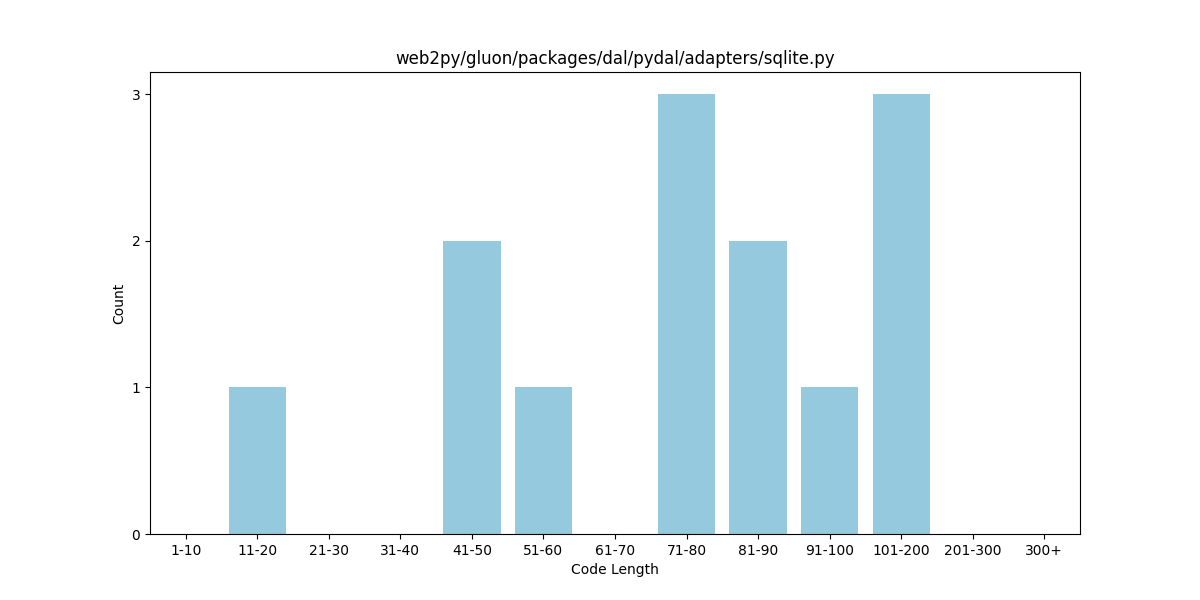 web2py/gluon/packages/dal/pydal/adapters/sqlite.py
3
2
1
0
Count
1-10 11-20 21-30 31-40 41-50 51-60 61-70 71-80 81-90 91-100 101-200 201-300 300+
Code Length